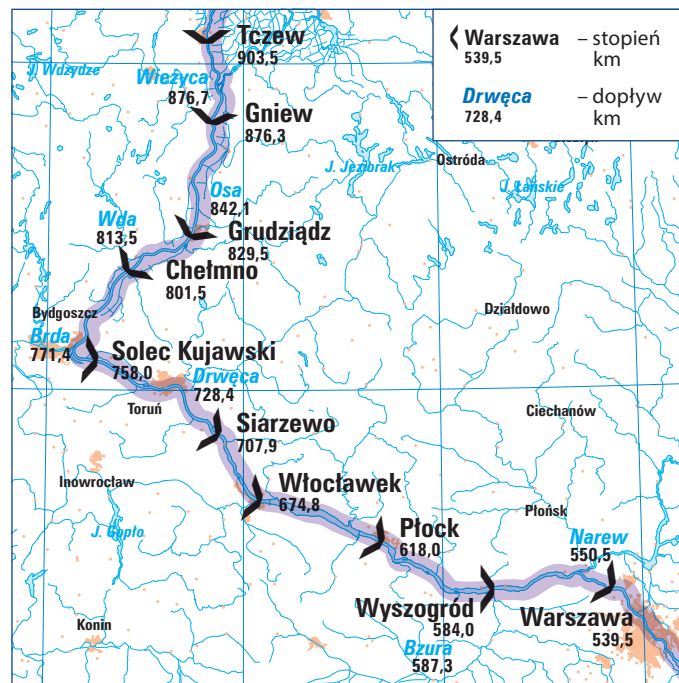 Tczew
903,5
Warszawa – stopień
539,5 km
Drwęca – dopływ
728,4 km
J. Wdzydze
Wieżyca
876,7
Gniew
876,3
Ostróda
J. Jeziorak
J. Łańskie
Osa
842,1
Wda
813,5
Grudziądz
829,5
Chełmno
801,5
Bydgoszcz
Działdowo
Brda
771,4
Solec Kujawski
758,0
Drwęca
728,4
Toruń
Ciechanów
Siarzewo
707,9
Inowrocław
Włocławek
674,8
J. Gopło
Płońsk
Płock
618,0
Narew
550,5
Wyszogród
584,0
Warszawa
539,5
Konin
Bzura
587,3